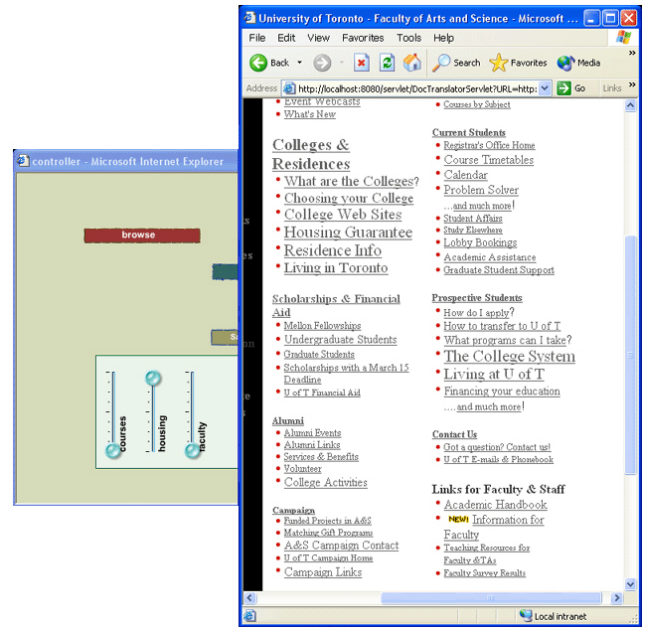 University of Toronto - Faculty of Arts and Science - Microsoft ...
File Edit View Favorites Tools Help
Back Search Favorites Media »
Address http://localhost:8080/servlet/DocTranslatorServlet?URL=http: Go Links »
controller - Microsoft Internet Explorer
browse
courses
housing
faculty
Event Webcasts
What's New
Colleges &
Residences
What are the Colleges?
Choosing your College
College Web Sites
Housing Guarantee
Residence Info
Living in Toronto
Scholarships & Financial
Aid
Mellon Fellowships
Undergraduate Students
Graduate Students
Scholarships with a March 15
Deadline
U of T Financial Aid
Alumni
Alumni Events
Alumni Links
Services & Benefits
Volunteer
College Activities
Campaign
Funded Projects in A&S
Matching Gift Programs
A&S Campaign Contact
U of T Campaign Home
Campaign Links
Courses by Subject
Current Students
Registrar's Office Home
Course Timetables
Calendar
Problem Solver
...and much more!
Student Affairs
Study Elsewhere
Lobby Bookings
Academic Assistance
Graduate Student Support
Prospective Students
How do I apply?
How to transfer to U of T
What programs can I take?
The College System
Living at U of T
Financing your education
....and much more!
Contact Us
Got a question? Contact us!
U of T E-mails & Phonebook
Links for Faculty & Staff
Academic Handbook
NEW! Information for
Faculty
Teaching Resources for
Faculty &TAs
Faculty Survey Results
Local intranet